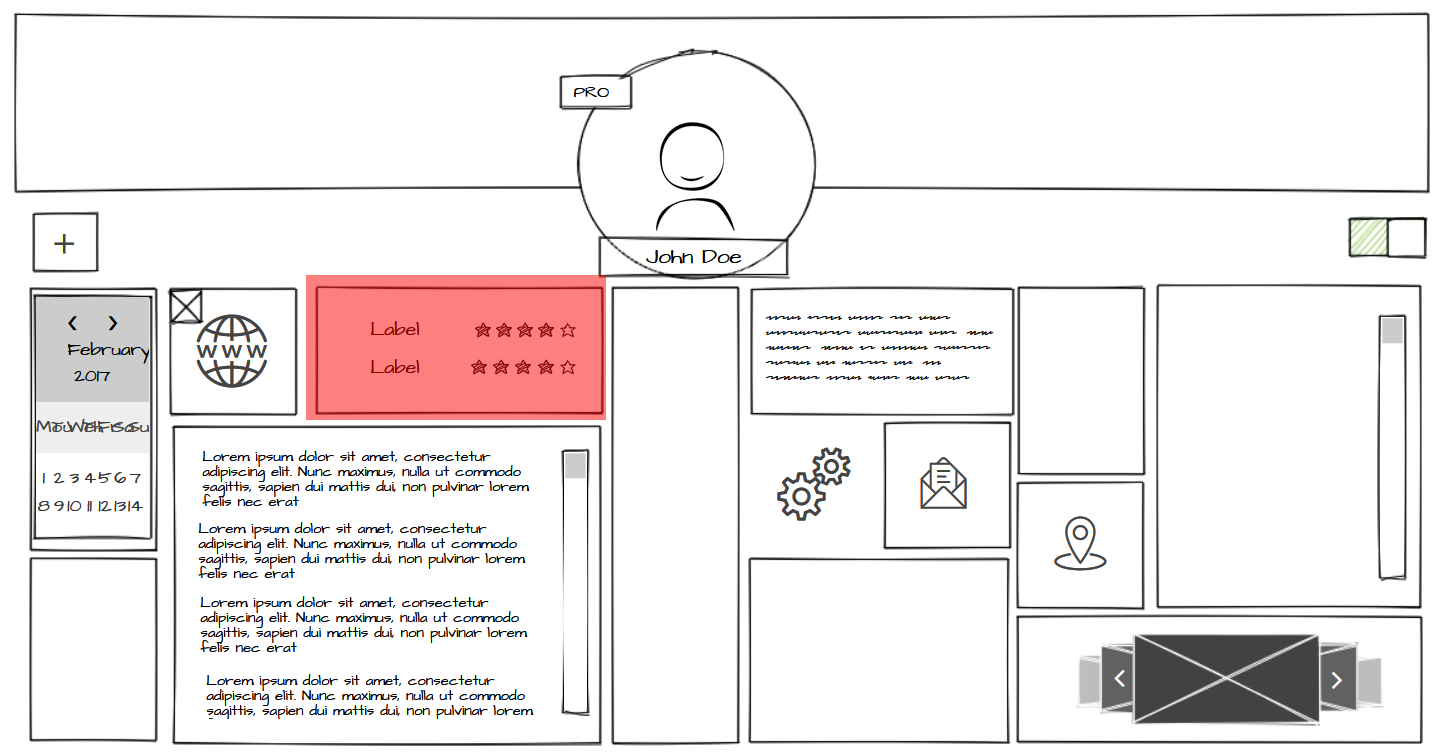 PRO
John Doe
+
February
2017
1 2 3 4 5 6 7
8 9 10 11 12 13 14
WWW
Label
Label
Lorem ipsum dolor sit amet, consectetur
adipiscing elit. Nunc maximus, nulla ut commodo
sagittis, sapien dui mattis dui, non pulvinar lorem
felis nec erat
Lorem ipsum dolor sit amet, consectetur
adipiscing elit. Nunc maximus, nulla ut commodo
sagittis, sapien dui mattis dui, non pulvinar lorem
felis nec erat
Lorem ipsum dolor sit amet, consectetur
adipiscing elit. Nunc maximus, nulla ut commodo
sagittis, sapien dui mattis dui, non pulvinar lorem
felis nec erat
Lorem ipsum dolor sit amet, consectetur
adipiscing elit. Nunc maximus, nulla ut commodo
sagittis, sapien dui mattis dui, non pulvinar lorem